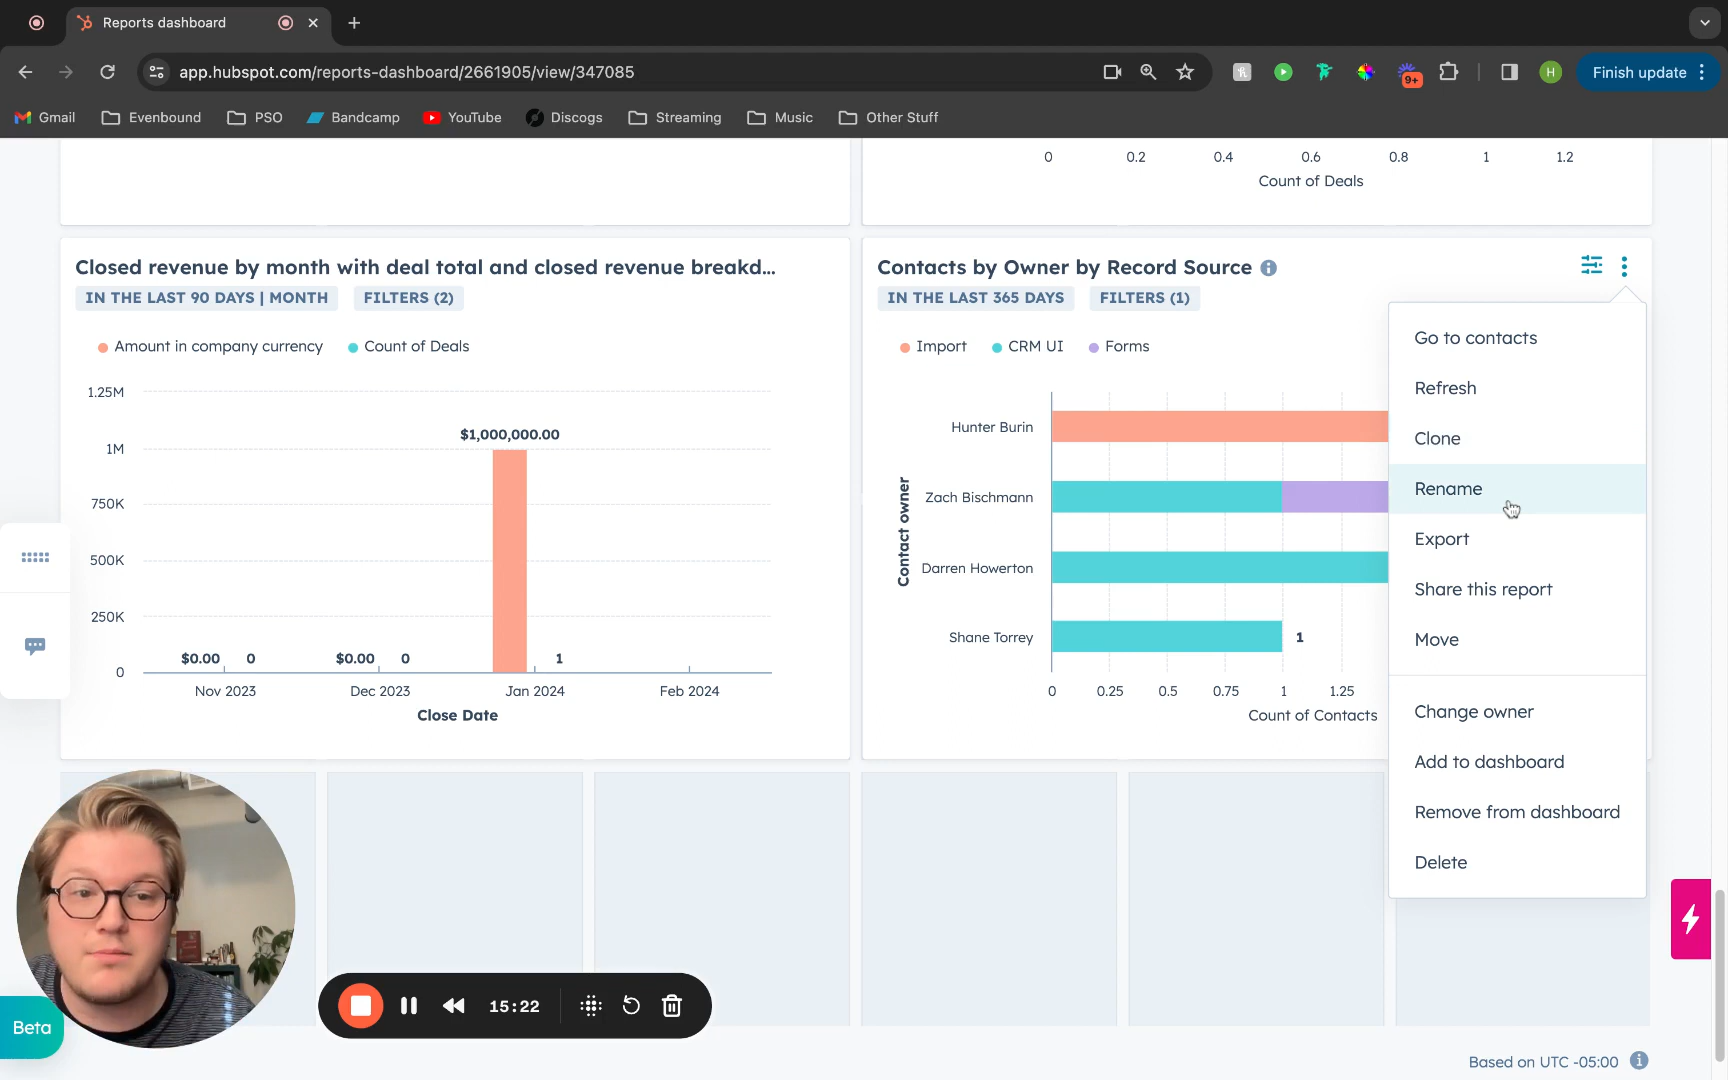 Reports dashboard
app.hubspot.com/reports-dashboard/2661905/view/347085
9+
H
Finish update
Gmail
Evenbound
PSO
Bandcamp
YouTube
Discogs
Streaming
Music
Other Stuff
0 0.2 0.4 0.6 0.8 1 1.2
Count of Deals
Closed revenue by month with deal total and closed revenue breakd...
IN THE LAST 90 DAYS | MONTH
FILTERS (2)
Amount in company currency
Count of Deals
1.25M
1M
750K
500K
250K
0
$1,000,000.00
$0.00 0
$0.00 0
1
Nov 2023
Dec 2023
Jan 2024
Feb 2024
Close Date
Contacts by Owner by Record Source
IN THE LAST 365 DAYS
FILTERS (1)
Import
CRM UI
Forms
Contact owner
Hunter Burin
Zach Bischmann
Darren Howerton
Shane Torrey
1
0 0.25 0.5 0.75 1 1.25
Count of Contacts
Go to contacts
Refresh
Clone
Rename
Export
Share this report
Move
Change owner
Add to dashboard
Remove from dashboard
Delete
Beta
15:22
Based on UTC -05:00